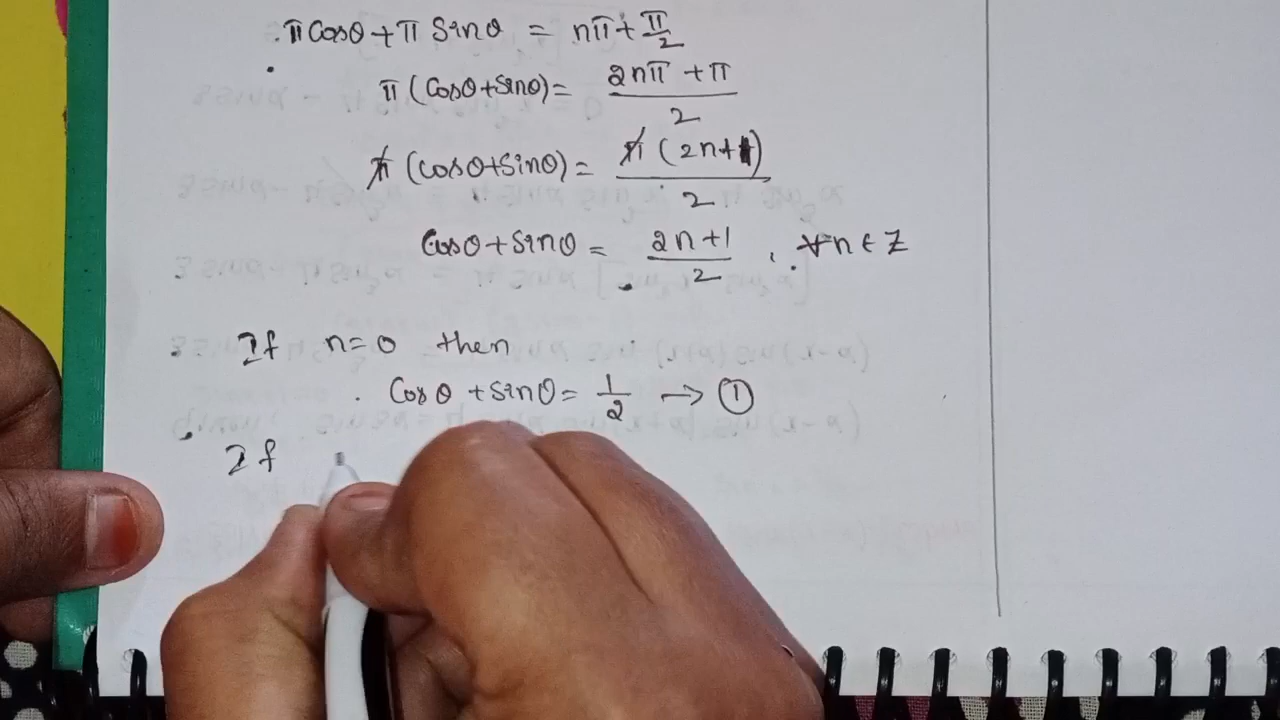 πCosθ+π Sinθ = nπ+π/2
π(Cosθ+Sinθ)= 2nπ+π/2
π(Cosθ+Sinθ)= π(2n+1)/2
Cosθ+Sinθ= 2n+1/2, ∀n∈Z
If n=0 then
Cosθ+Sinθ=1/2 → ①
If